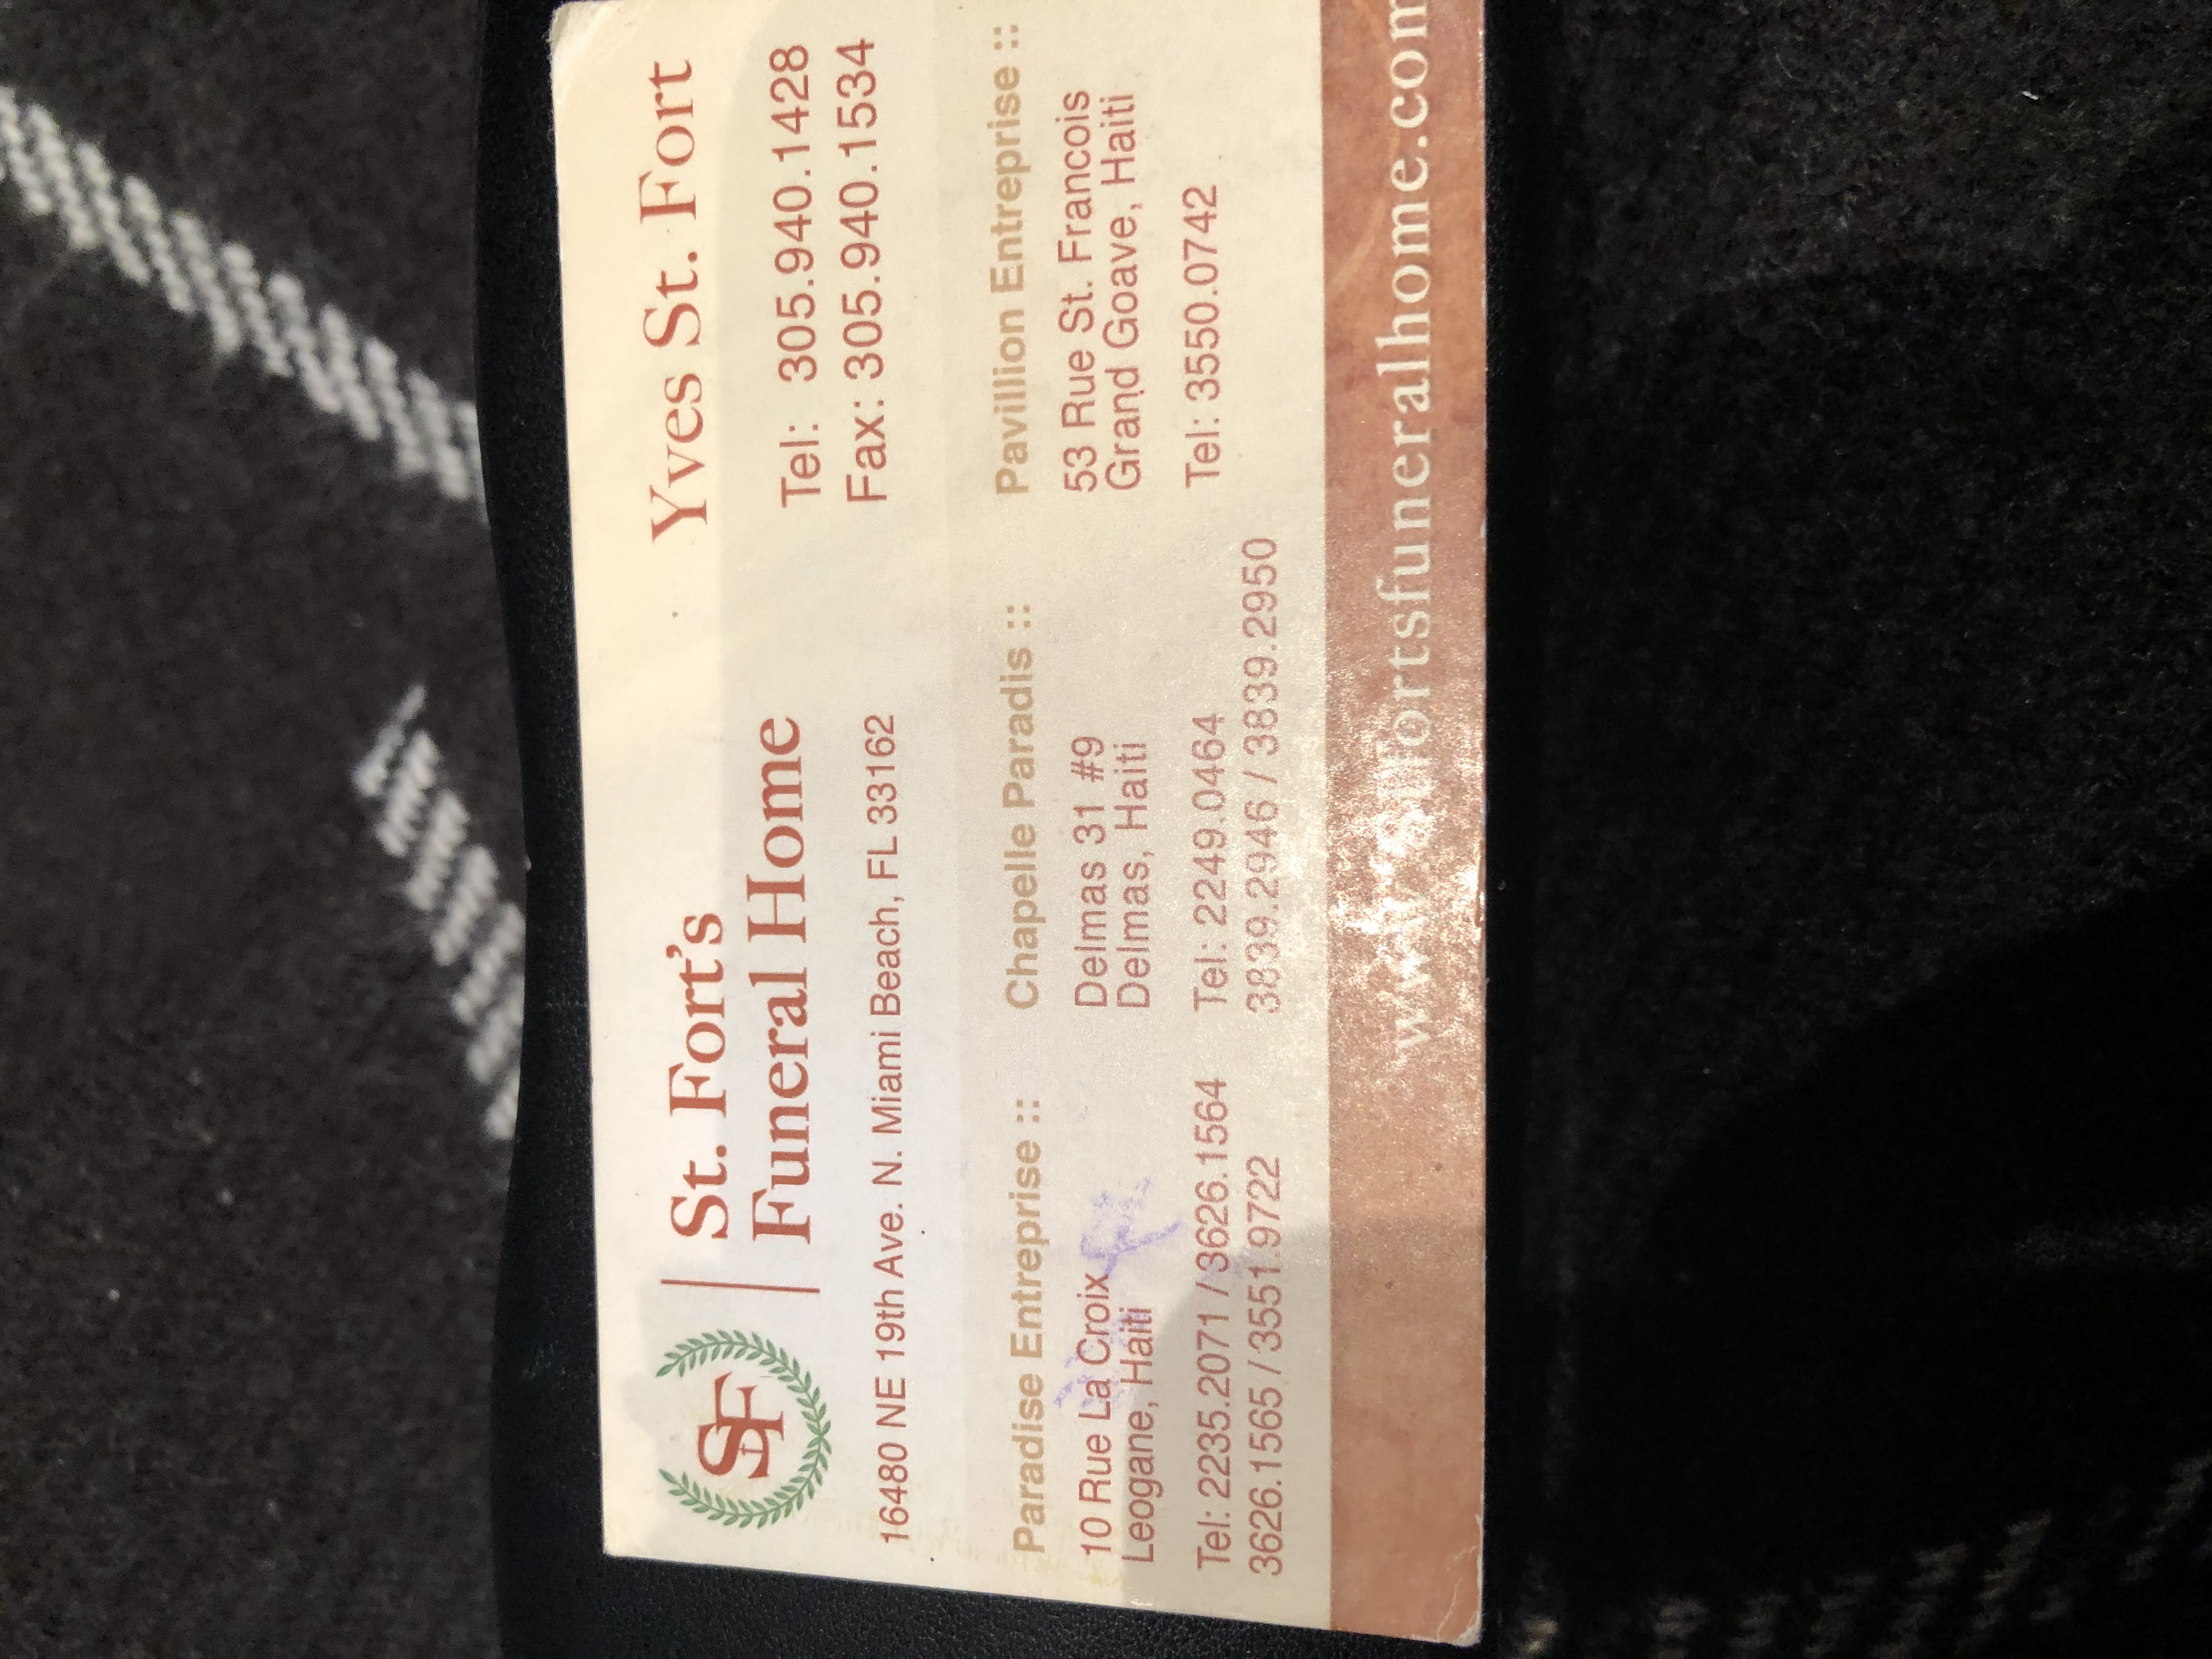 SF
St. Fort's
Funeral Home
Yves St. Fort
16480 NE 19th Ave. N. Miami Beach, FL 33162
Tel: 305.940.1428
Fax: 305.940.1534
Paradise Entreprise ::
10 Rue La Croix
Leogane, Haiti
Tel: 2235.2071 / 3626.1564
3626.1565 / 3551.9722
Chapelle Paradis ::
Delmas 31 #9
Delmas, Haiti
Tel: 2249.0464
3839.2946 / 3839.2950
Pavillion Entreprise ::
53 Rue St. Francois
Grand Goave, Haiti
Tel: 3550.0742
www.stfortsfuneralhome.com